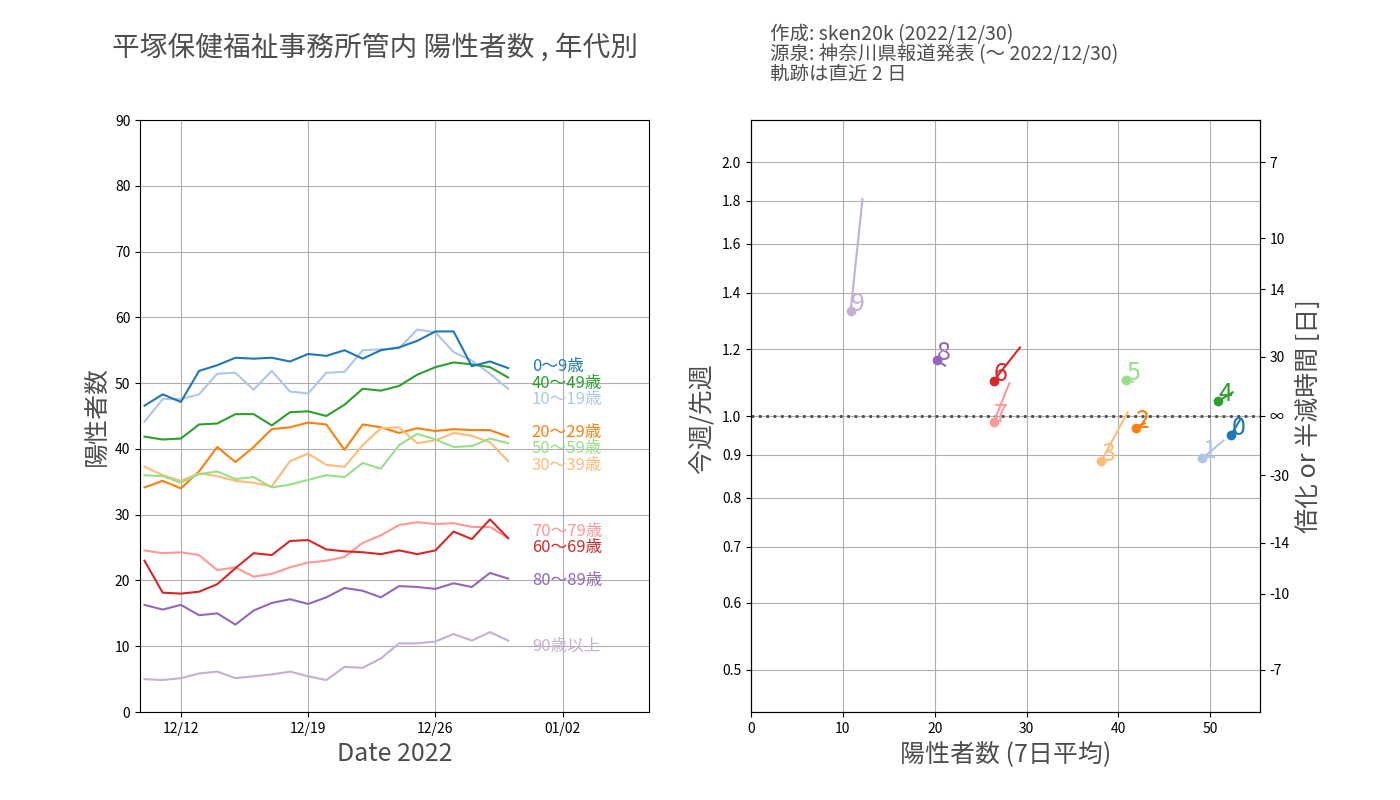 平塚保健福祉事務所管内 陽性者数 , 年代別
作成: sken20k (2022/12/30)
源泉: 神奈川県報道発表 (〜 2022/12/30)
軌跡は直近 2 日
陽性者数
90
80
70
60
50
40
30
20
10
0
0〜9歳
40〜49歳
10〜19歳
20〜29歳
50〜59歳
30〜39歳
70〜79歳
60〜69歳
80〜89歳
90歳以上
12/12
12/19
12/26
01/02
Date 2022
今週/先週
2.0
1.8
1.6
1.4
1.2
1.0
0.9
0.8
0.7
0.6
0.5
9
8
6
7
5
4
3
2
1
0
7
10
14
30
∞
-30
-14
-10
-7
倍化 or 半減時間 [日]
0
10
20
30
40
50
陽性者数 (7日平均)